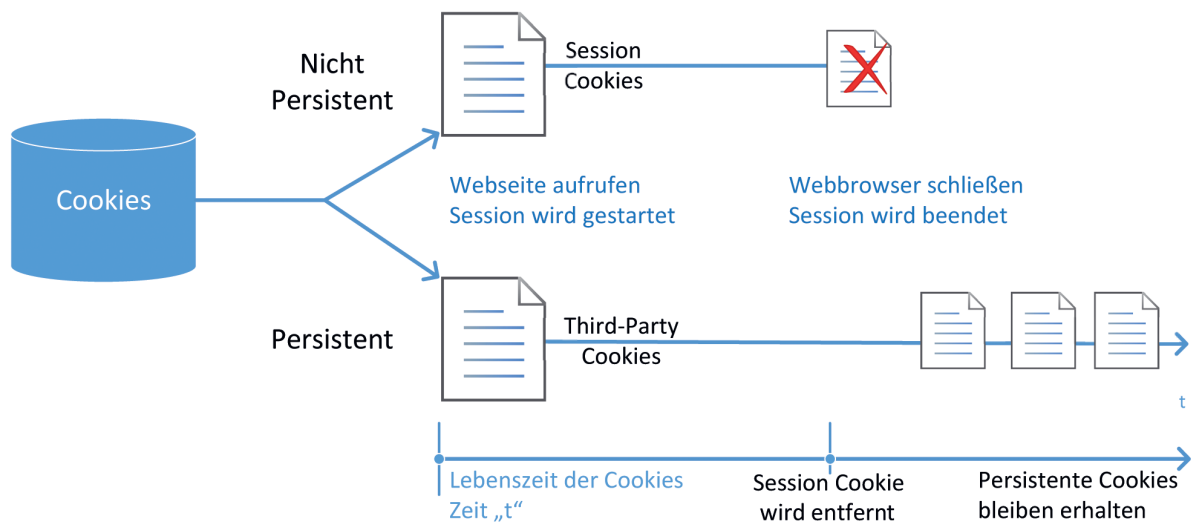 Nicht
Persistent
Session
Cookies
Cookies
Webseite aufrufen
Session wird gestartet
Webbrowser schließen
Session wird beendet
Persistent
Third-Party
Cookies
t
Lebenszeit der Cookies
Zeit „t“
Session Cookie
wird entfernt
Persistente Cookies
bleiben erhalten